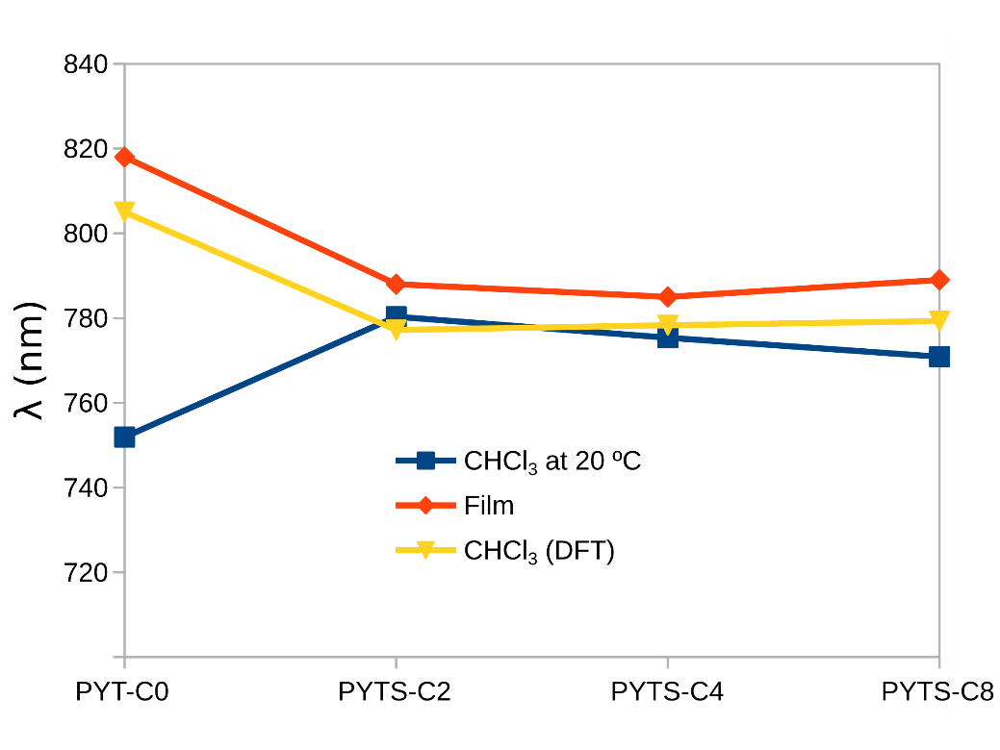 840
820
800
780
760
740
720
λ (nm)
CHCl₃ at 20 ºC
Film
CHCl₃ (DFT)
PYT-C0
PYTS-C2
PYTS-C4
PYTS-C8